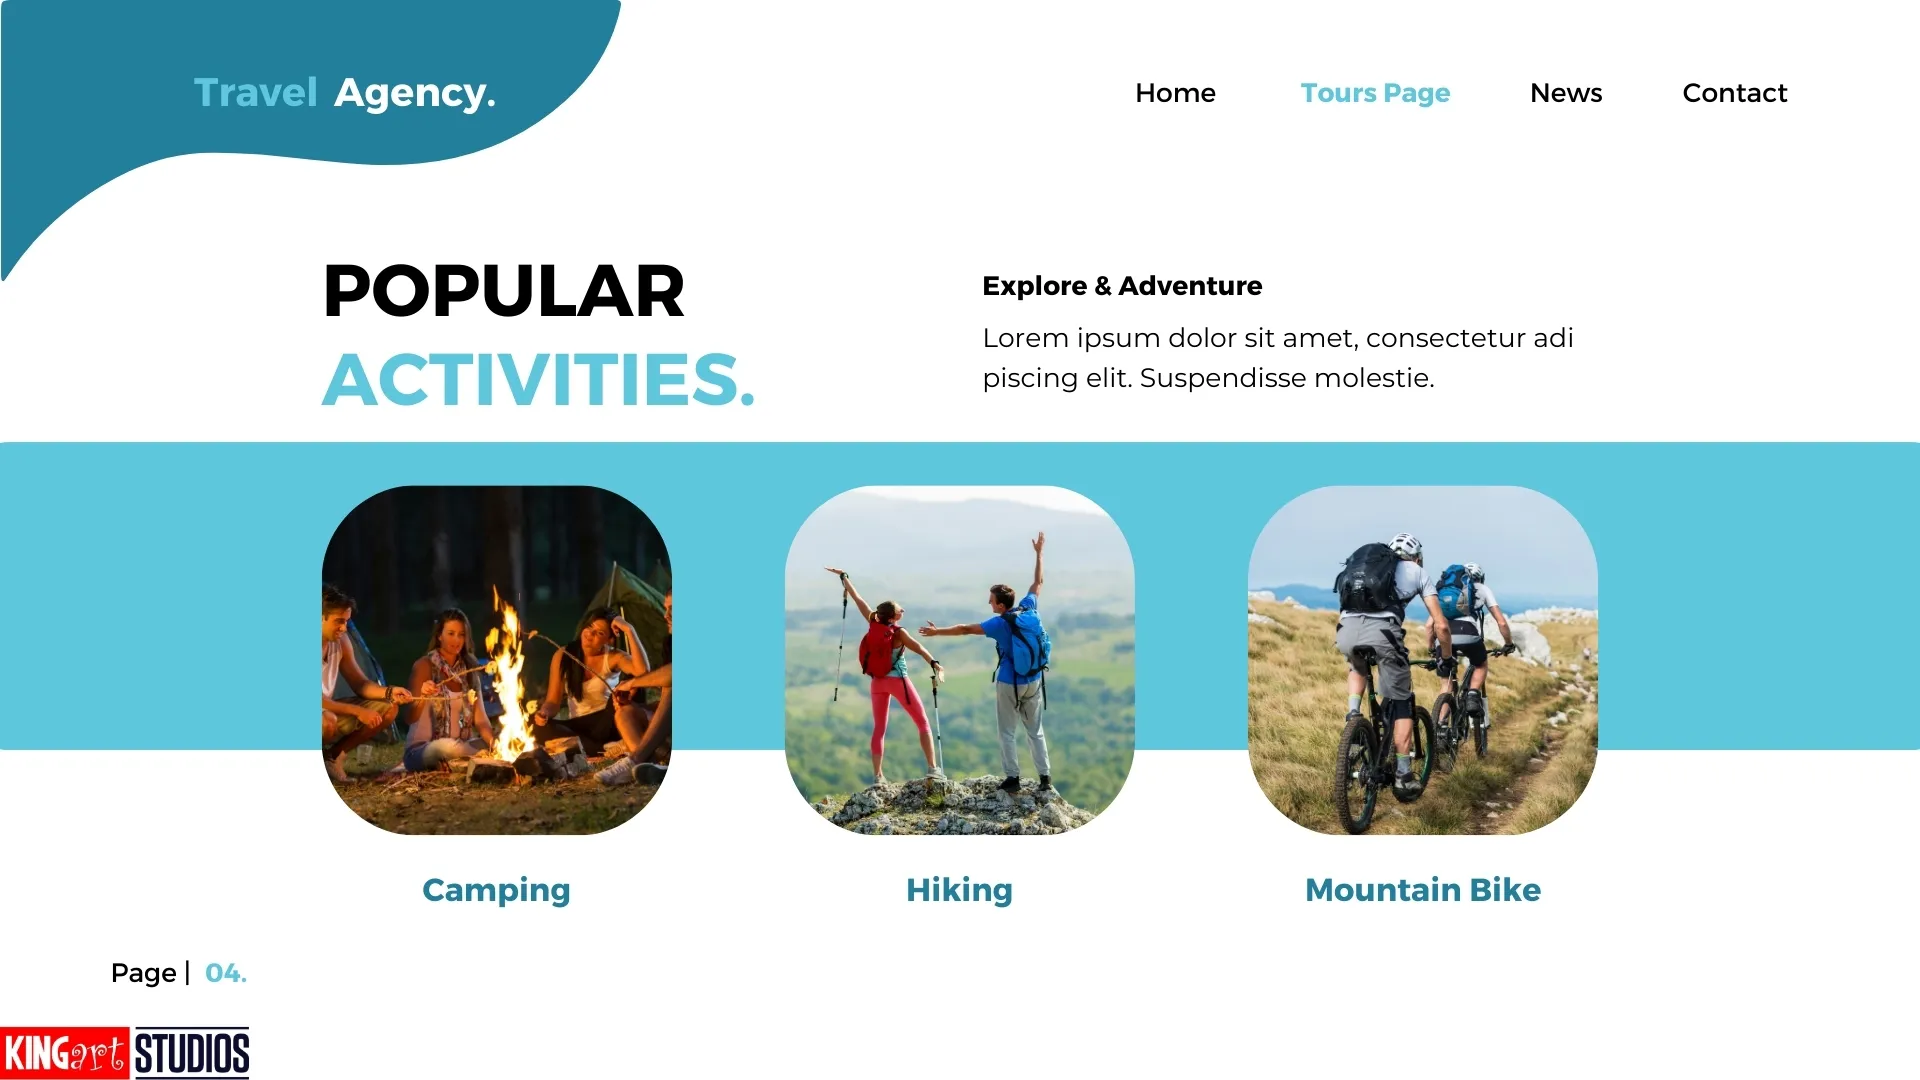 Travel Agency.
Home Tours Page News Contact
POPULAR
ACTIVITIES.
Explore & Adventure
Lorem ipsum dolor sit amet, consectetur adi
piscing elit. Suspendisse molestie.
Camping
Hiking
Mountain Bike
Page | 04.
KINGart STUDIOS